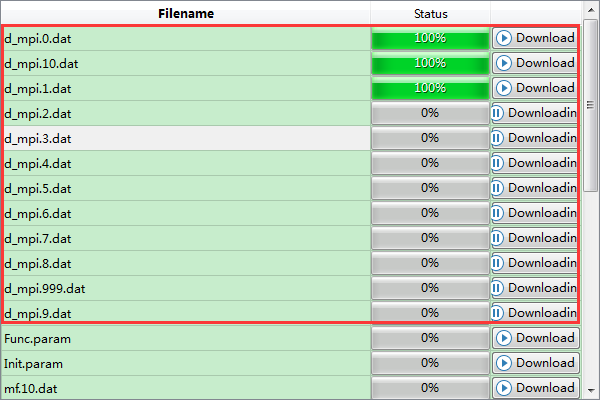 Filename Status
d_mpi.0.dat 100% Download
d_mpi.10.dat 100% Download
d_mpi.1.dat 100% Download
d_mpi.2.dat 0% Downloadin
d_mpi.3.dat 0% Downloadin
d_mpi.4.dat 0% Downloadin
d_mpi.5.dat 0% Downloadin
d_mpi.6.dat 0% Downloadin
d_mpi.7.dat 0% Downloadin
d_mpi.8.dat 0% Downloadin
d_mpi.999.dat 0% Downloadin
d_mpi.9.dat 0% Downloadin
Func.param 0% Download
Init.param 0% Download
mf.10.dat 0% Download